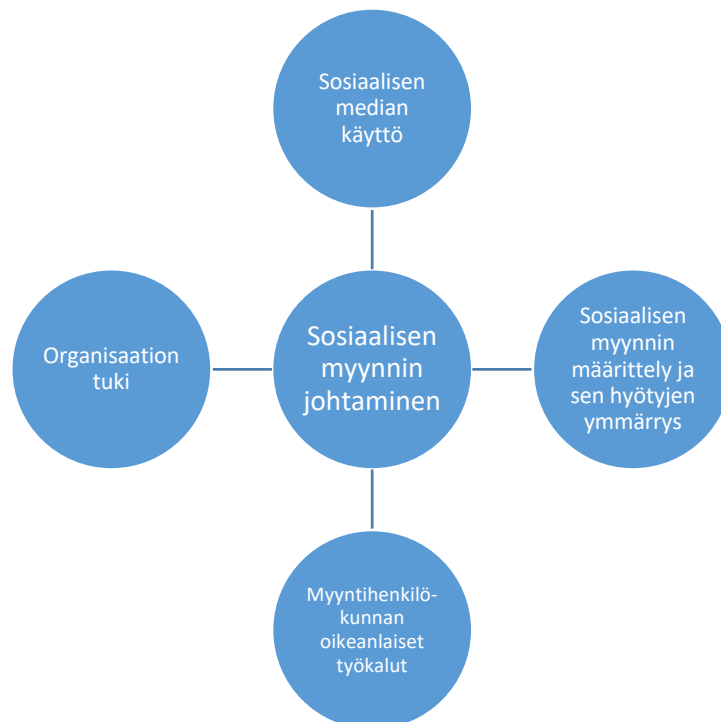 Sosiaalisen
median
käyttö
Organisaation
tuki
Sosiaalisen
myynnin
johtaminen
Sosiaalisen
myynnin
määrittely ja
sen hyötyjen
ymmärrys
Myyntihenkilö-
kunnan
oikeanlaiset
työkalut